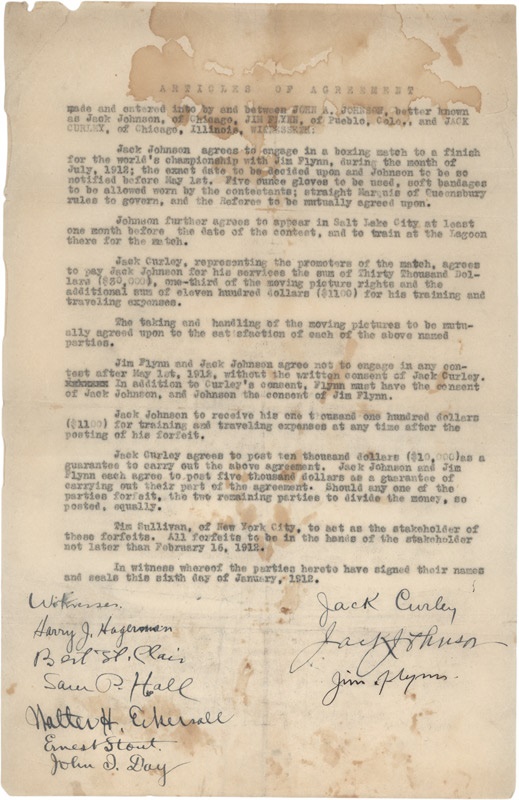 ARTICLES OF AGREEMENT
made and entered into by and between JOHN A. JOHNSON, better known
as Jack Johnson, of Chicago, JIM FLYNN, of Pueblo, Colo., and JACK
CURLEY, of Chicago, Illinois, WITNESSETH:
Jack Johnson agrees to engage in a boxing match to a finish
for the world's championship with Jim Flynn, during the month of
July, 1912; the exact date to be decided upon and Johnson to be so
notified before May 1st. Five ounce gloves to be used, soft bandages
to be allowed worn by the contestants; straight Marquis of Queensbury
rules to govern, and the Referee to be mutually agreed upon.
Johnson further agrees to appear in Salt Lake City at least
one month before the date of the contest, and to train at the Lagoon
there for the match.
Jack Curley, representing the promoters of the match, agrees
to pay Jack Johnson for his services the sum of Thirty Thousand Dol-
lars ($30,000), one-third of the moving picture rights and the
additional sum of eleven hundred dollars ($1100) for his training and
traveling expenses.
The taking and handling of the moving pictures to be mutu-
ally agreed upon to the satisfaction of each of the above named
parties.
Jim Flynn and Jack Johnson agree not to engage in any con-
test after May 1st, 1912, without the written consent of Jack Curley.
In addition to Curley's consent, Flynn must have the consent
of Jack Johnson, and Johnson the consent of Jim Flynn.
Jack Johnson to receive his one thousand one hundred dollars
($1100) for training and traveling expenses at any time after the
posting of his forfeit.
Jack Curley agrees to post ten thousand dollars ($10,000)as a
guarantee to carry out the above agreement. Jack Johnson and Jim
Flynn each agree to post five thousand dollars as a guarantee of
carrying out their part of the agreement. Should any one of the
parties forfeit, the two remaining parties to divide the money, so
posted, equally.
Tim Sullivan, of New York City, to act as the stakeholder of
these forfeits. All forfeits to be in the hands of the stakeholder
not later than February 16, 1912.
In witness whereof the parties hereto have signed their names
and seals this sixth day of January, 1912.
Witnesses.
Harry J. Hagerman
Bert St. Clair
Sam P. Hall
Walter H. Eckersall
Ernest Stout.
John I. Day
Jack Curley
Jack Johnson
Jim Flynn.